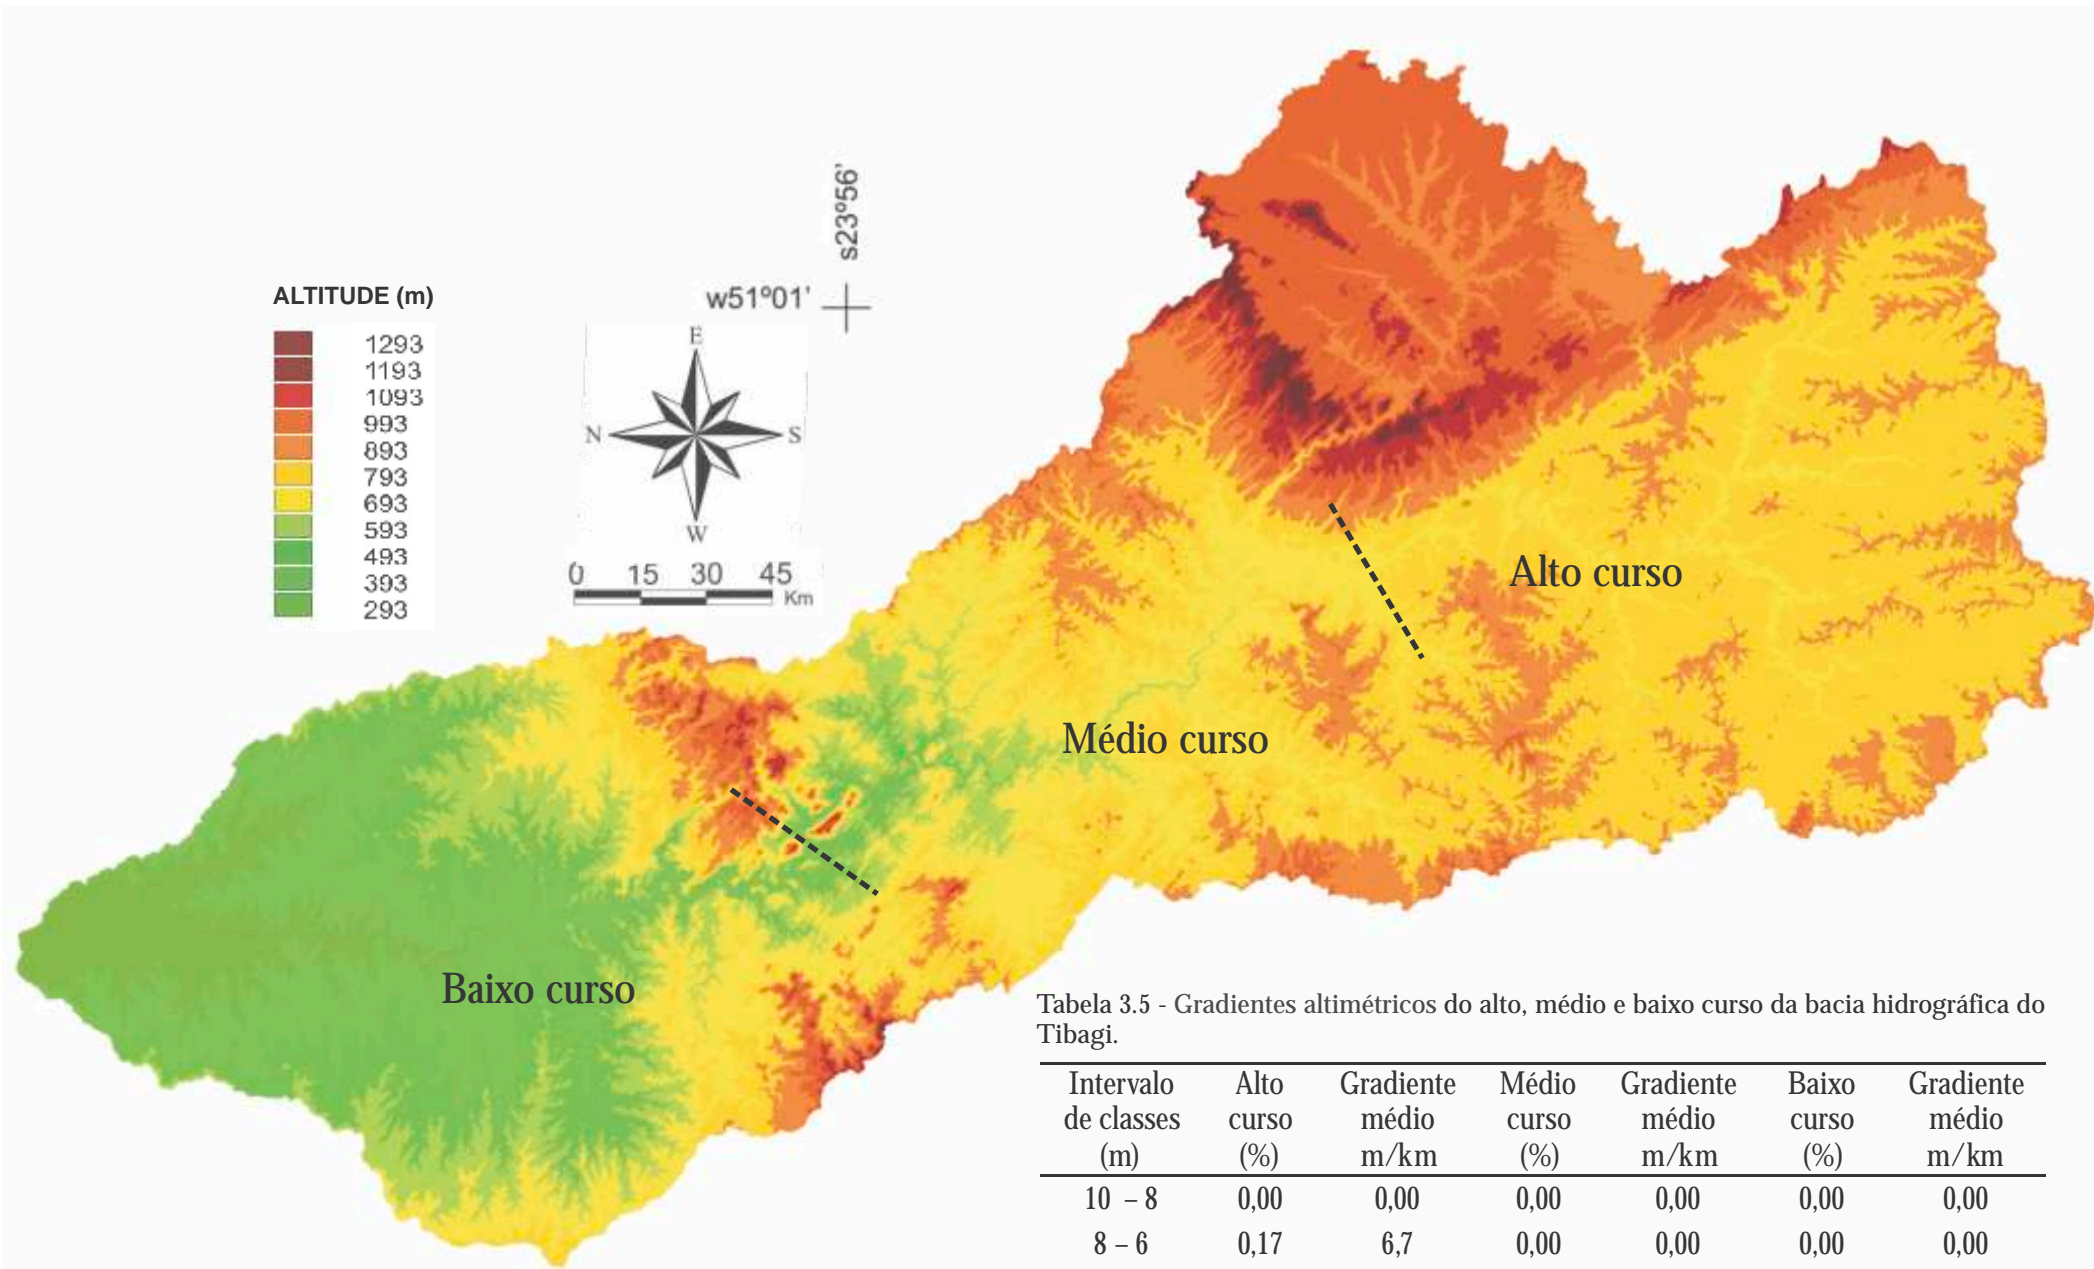 s23º56'
w51º01'
ALTITUDE (m)
1293
1193
1093
993
893
793
693
593
493
393
293
E
N S
W
0 15 30 45
Km
Alto curso
Médio curso
Baixo curso
Tabela 3.5 - Gradientes altimétricos do alto, médio e baixo curso da bacia hidrográfica do
Tibagi.
Intervalo Alto Gradiente Médio Gradiente Baixo Gradiente
de classes curso médio curso médio curso médio
(m) (%) m/km (%) m/km (%) m/km
10 – 8 0,00 0,00 0,00 0,00 0,00 0,00
8 – 6 0,17 6,7 0,00 0,00 0,00 0,00